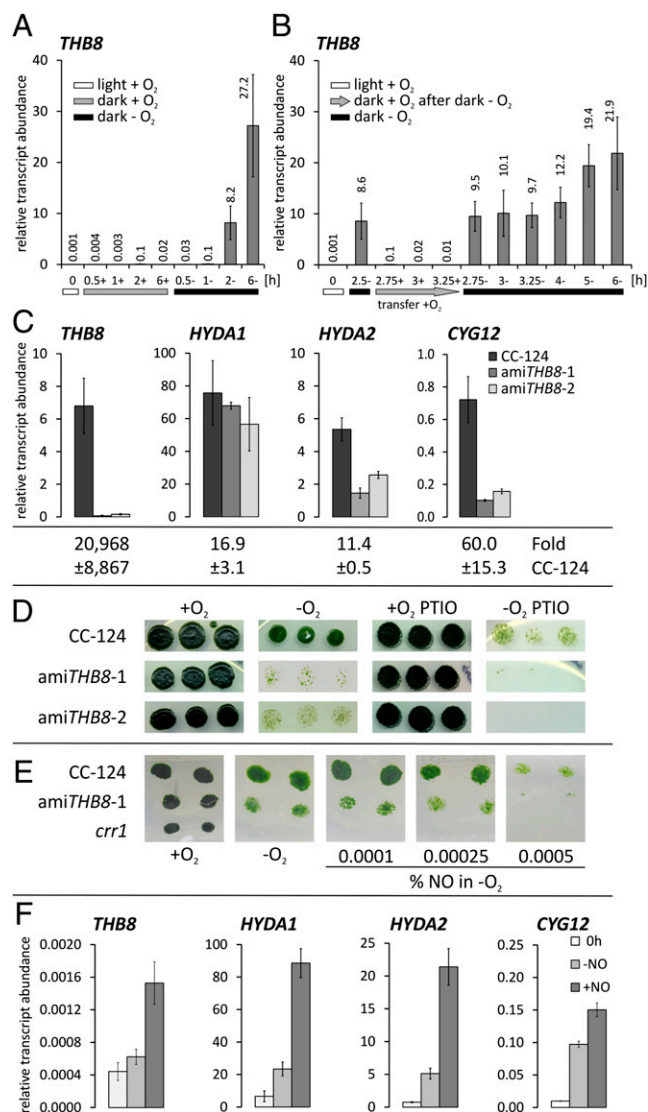 A
THB8
relative transcript abundance
40
30
20
10
0
light + O₂
dark + O₂
dark - O₂
0.001
0.004
0.003
0.1
0.02
0.03
0.1
8.2
27.2
0 0.5+ 1+ 2+ 6+ 0.5- 1- 2- 6- [h]
B
THB8
relative transcript abundance
40
30
20
10
0
light + O₂
dark + O₂ after dark - O₂
dark - O₂
0.001
8.6
0.1
0.02
0.01
9.5
10.1
9.7
12.2
19.4
21.9
0 2.5- 2.75+ 3+ 3.25+ 2.75- 3- 3.25- 4- 5- 6- [h]
transfer +O₂
C
THB8 HYDA1 HYDA2 CYG12
relative transcript abundance
8
6
4
2
0
100
80
60
40
20
0
8
6
4
2
0
1.0
0.8
0.6
0.4
0.2
0.0
CC-124
amiTHB8-1
amiTHB8-2
20,968 16.9 11.4 60.0 Fold
±8,867 ±3.1 ±0.5 ±15.3 CC-124
D
+O₂ -O₂ +O₂ PTIO -O₂ PTIO
CC-124
amiTHB8-1
amiTHB8-2
E
CC-124
amiTHB8-1
crr1
+O₂ -O₂ 0.0001 0.00025 0.0005
% NO in -O₂
F
THB8 HYDA1 HYDA2 CYG12
relative transcript abundance
0.0020
0.0016
0.0012
0.0008
0.0004
0.0000
100
80
60
40
20
0
25
20
15
10
5
0
0.25
0.20
0.15
0.10
0.05
0.00
0h
-NO
+NO